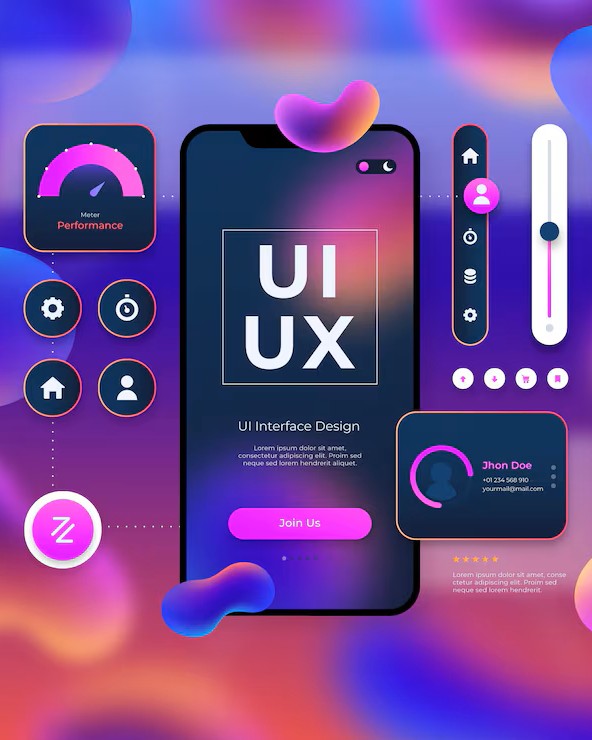 Meter
Performance
UI
UX
UI Interface Design
Lorem ipsum dolor sit amet,
consectetur adipiscing elit. Morbi sed
neque sed lorem hendrerit aliquet.
Join Us
Jhon Doe
+01 234 568 910
yourmail@mail.com
Lorem ipsum dolor sit amet, conse
ctetur adipiscing elit. Morbi sed
neque sed lorem hendrerit.